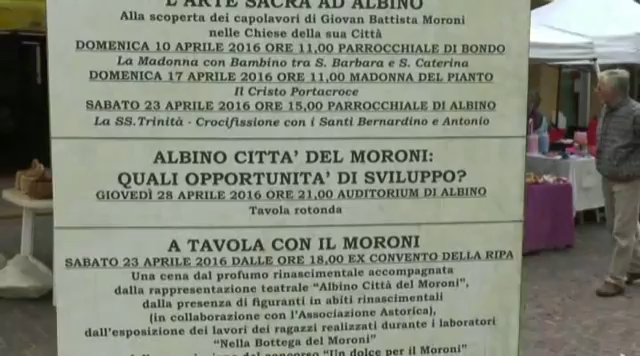 L'ARTE SACRA AD ALBINO
Alla scoperta dei capolavori di Giovan Battista Moroni
nelle Chiese della sua Città
DOMENICA 10 APRILE 2016 ORE 11,00 PARROCCHIALE DI BONDO
La Madonna con Bambino tra S. Barbara e S. Caterina
DOMENICA 17 APRILE 2016 ORE 11,00 MADONNA DEL PIANTO
Il Cristo Portacroce
SABATO 23 APRILE 2016 ORE 15,00 PARROCCHIALE DI ALBINO
La SS.Trinità - Crocifissione con i Santi Bernardino e Antonio
ALBINO CITTA' DEL MORONI:
QUALI OPPORTUNITA' DI SVILUPPO?
GIOVEDÌ 28 APRILE 2016 ORE 21,00 AUDITORIUM DI ALBINO
Tavola rotonda
A TAVOLA CON IL MORONI
SABATO 23 APRILE 2016 DALLE ORE 18,00 EX CONVENTO DELLA RIPA
Una cena dal profumo rinascimentale accompagnata
dalla rappresentazione teatrale "Albino Città del Moroni",
dalla presenza di figuranti in abiti rinascimentali
(in collaborazione con l'Associazione Astorica),
dall'esposizione dei lavori dei ragazzi realizzati durante i laboratori
"Nella Bottega del Moroni"
concorso "Un dolce per il Moroni"